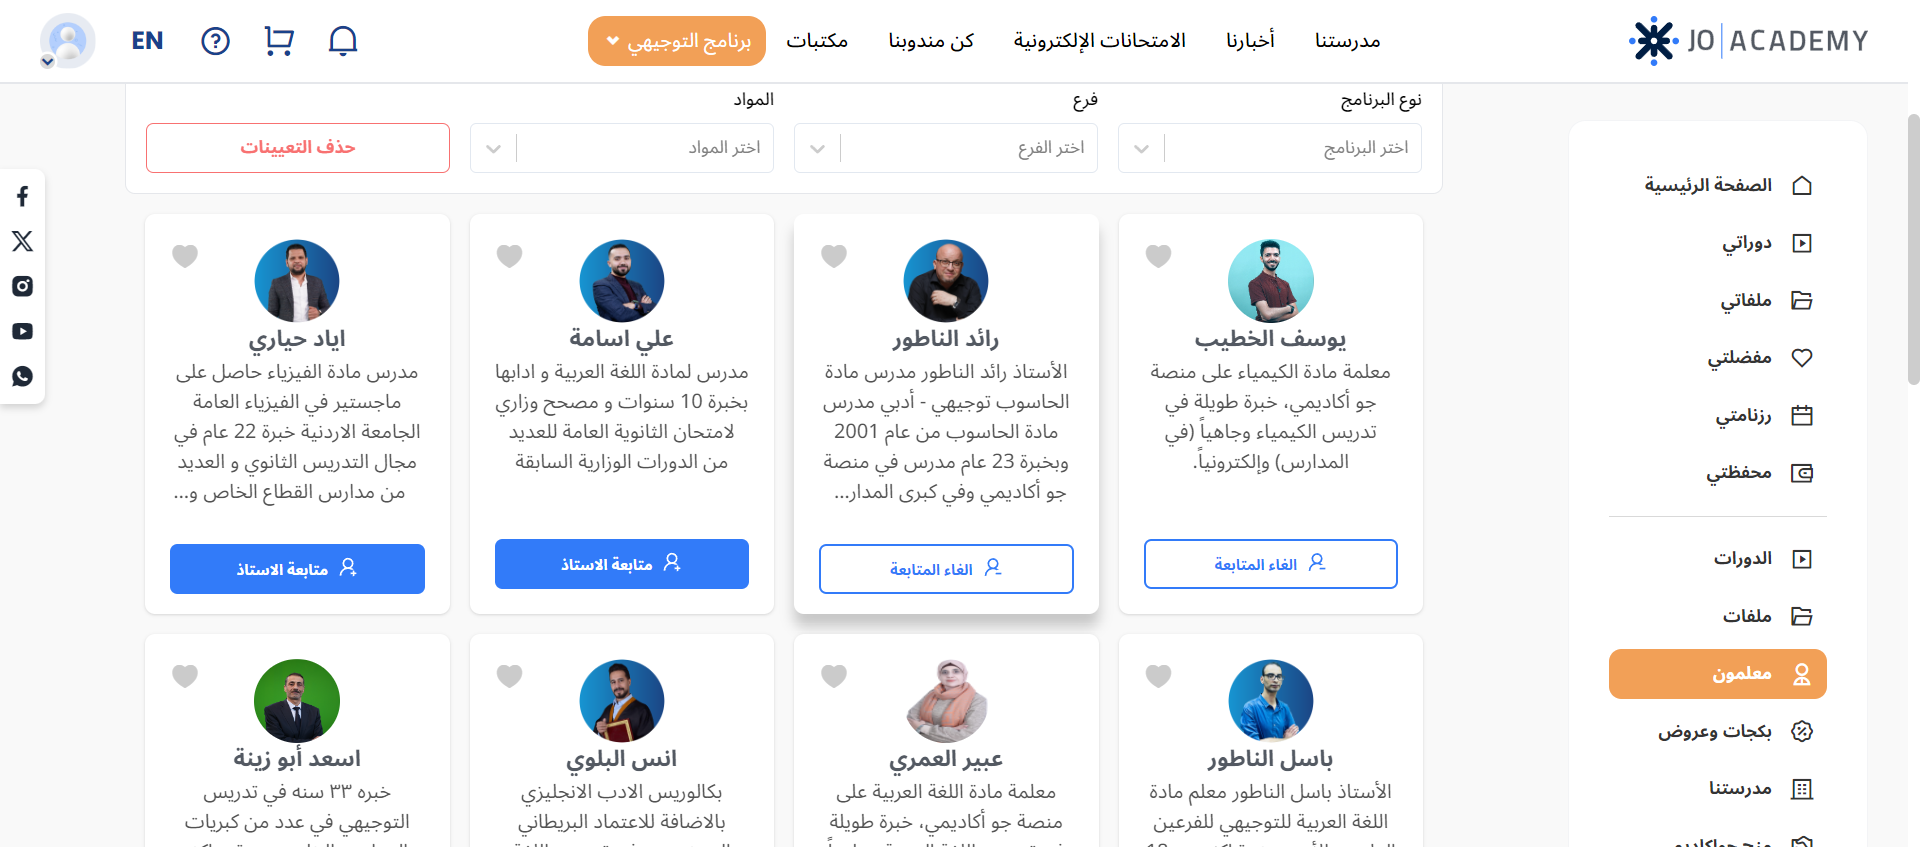 JO ACADEMY
مدرستنا
أخبارنا
الامتحانات الإلكترونية
كن مندوبنا
مكتبات
برنامج التوجيهي
EN
نوع البرنامج
فرع
المواد
اختر البرنامج
اختر الفرع
اختر المواد
حذف التعيينات
الصفحة الرئيسية
دوراتي
ملفاتي
مفضلتي
رزنامتي
محفظتي
الدورات
ملفات
معلمون
بكجات وعروض
مدرستنا
يوسف الخطيب
معلمة مادة الكيمياء على منصة
جو أكاديمي، خبرة طويلة في
تدريس الكيمياء وجاهياً (في
المدارس) وإلكترونياً.
الغاء المتابعة
رائد الناطور
الأستاذ رائد الناطور مدرس مادة
الحاسوب توجيهي - أدبي مدرس
مادة الحاسوب من عام 2001
وبخبرة 23 عام مدرس في منصة
جو أكاديمي وفي كبرى المدار...
الغاء المتابعة
علي اسامة
مدرس لمادة اللغة العربية و ادابها
بخبرة 10 سنوات و مصحح وزاري
لامتحان الثانوية العامة للعديد
من الدورات الوزارية السابقة
متابعة الاستاذ
اياد حياري
مدرس مادة الفيزياء حاصل على
ماجستير في الفيزياء العامة
الجامعة الاردنية خبرة 22 عام في
مجال التدريس الثانوي و العديد
من مدارس القطاع الخاص و...
متابعة الاستاذ
باسل الناطور
الأستاذ باسل الناطور معلم مادة
اللغة العربية للتوجيهي للفرعين
عبير العمري
معلمة مادة اللغة العربية على
منصة جو أكاديمي، خبرة طويلة
انس البلوي
بكالوريس الادب الانجليزي
بالاضافة للاعتماد البريطاني
اسعد أبو زينة
خبره ٣٣ سنه في تدريس
التوجيهي في عدد من كبريات